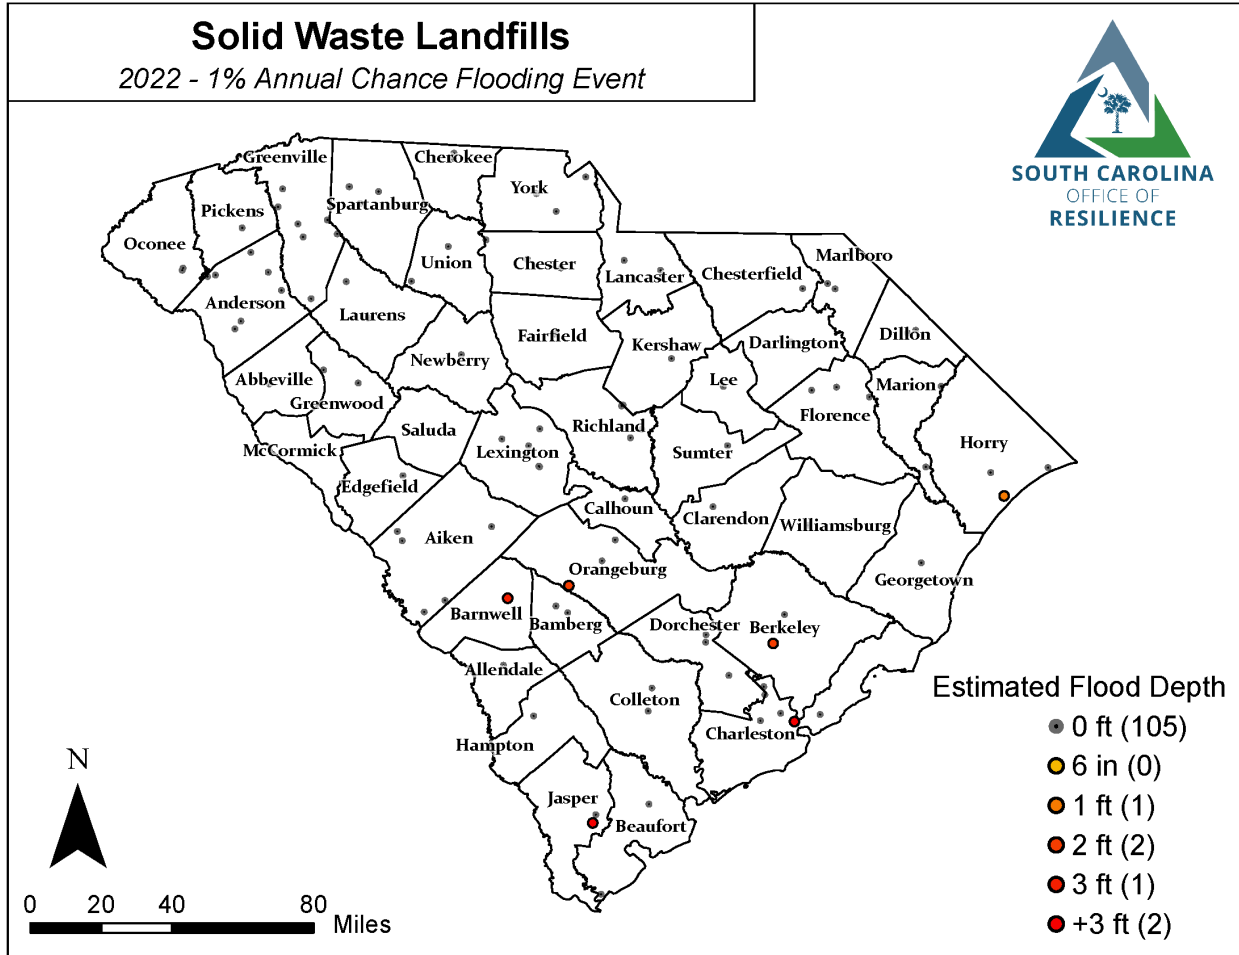 Solid Waste Landfills
2022 - 1% Annual Chance Flooding Event
SOUTH CAROLINA
OFFICE OF
RESILIENCE
Greenville
Cherokee
York
Pickens
Spartanburg
Oconee
Union
Chester
Lancaster
Chesterfield
Marlboro
Anderson
Laurens
Fairfield
Kershaw
Darlington
Dillon
Newberry
Abbeville
Greenwood
Lee
Marion
Saluda
Richland
Florence
McCormick
Lexington
Sumter
Horry
Edgefield
Calhoun
Clarendon
Williamsburg
Aiken
Orangeburg
Georgetown
Barnwell
Bamberg
Dorchester
Berkeley
Allendale
Colleton
Charleston
Hampton
Jasper
Beaufort
Estimated Flood Depth
0 ft (105)
6 in (0)
1 ft (1)
2 ft (2)
3 ft (1)
+3 ft (2)
N
0 20 40 80
Miles